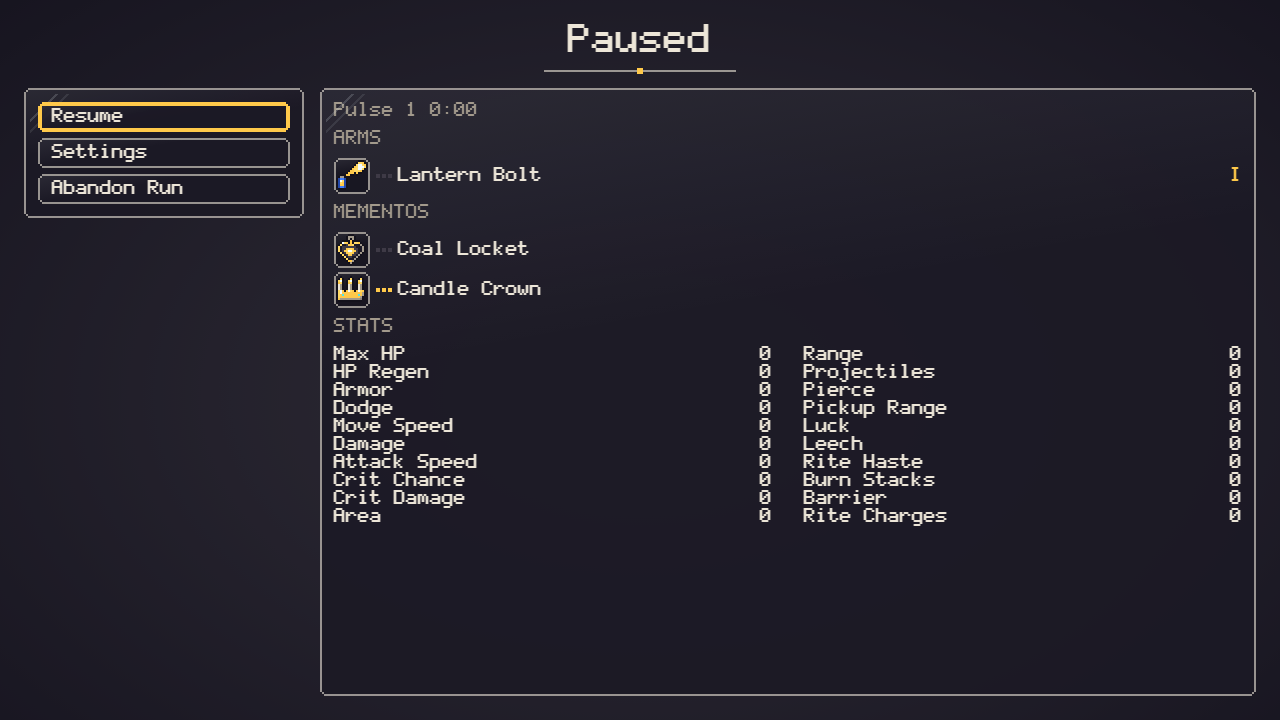 Paused
Resume
Settings
Abandon Run
Pulse 1 0:00
ARMS
Lantern Bolt I
MEMENTOS
Coal Locket
Candle Crown
STATS
Max HP 0 Range 0
HP Regen 0 Projectiles 0
Armor 0 Pierce 0
Dodge 0 Pickup Range 0
Move Speed 0 Luck 0
Damage 0 Leech 0
Attack Speed 0 Rite Haste 0
Crit Chance 0 Burn Stacks 0
Crit Damage 0 Barrier 0
Area 0 Rite Charges 0